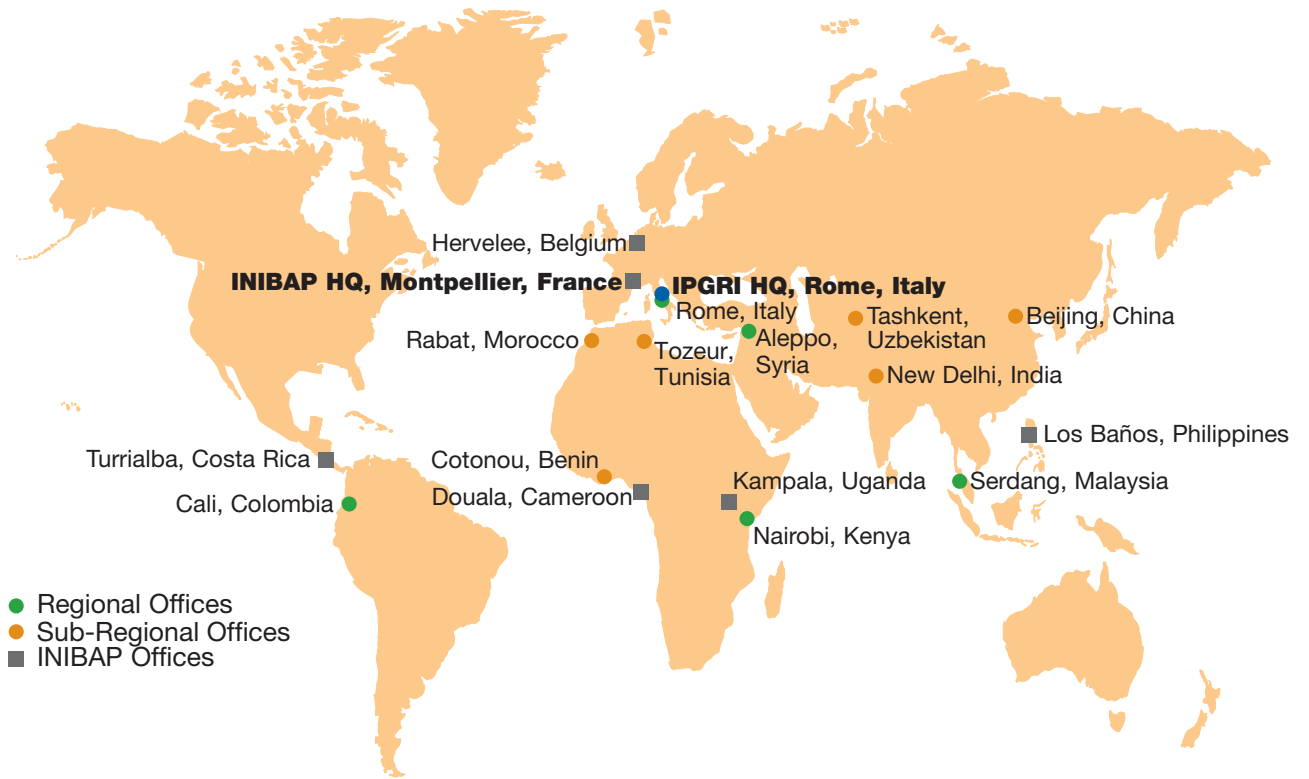 Hervelee, Belgium
INIBAP HQ, Montpellier, France
IPGRI HQ, Rome, Italy
Rome, Italy
Rabat, Morocco
Tozeur,
Tunisia
Aleppo,
Syria
Tashkent,
Uzbekistan
Beijing, China
New Delhi, India
Los Baños, Philippines
Turrialba, Costa Rica
Cotonou, Benin
Kampala, Uganda
Serdang, Malaysia
Cali, Colombia
Douala, Cameroon
Nairobi, Kenya
Regional Offices
Sub-Regional Offices
INIBAP Offices